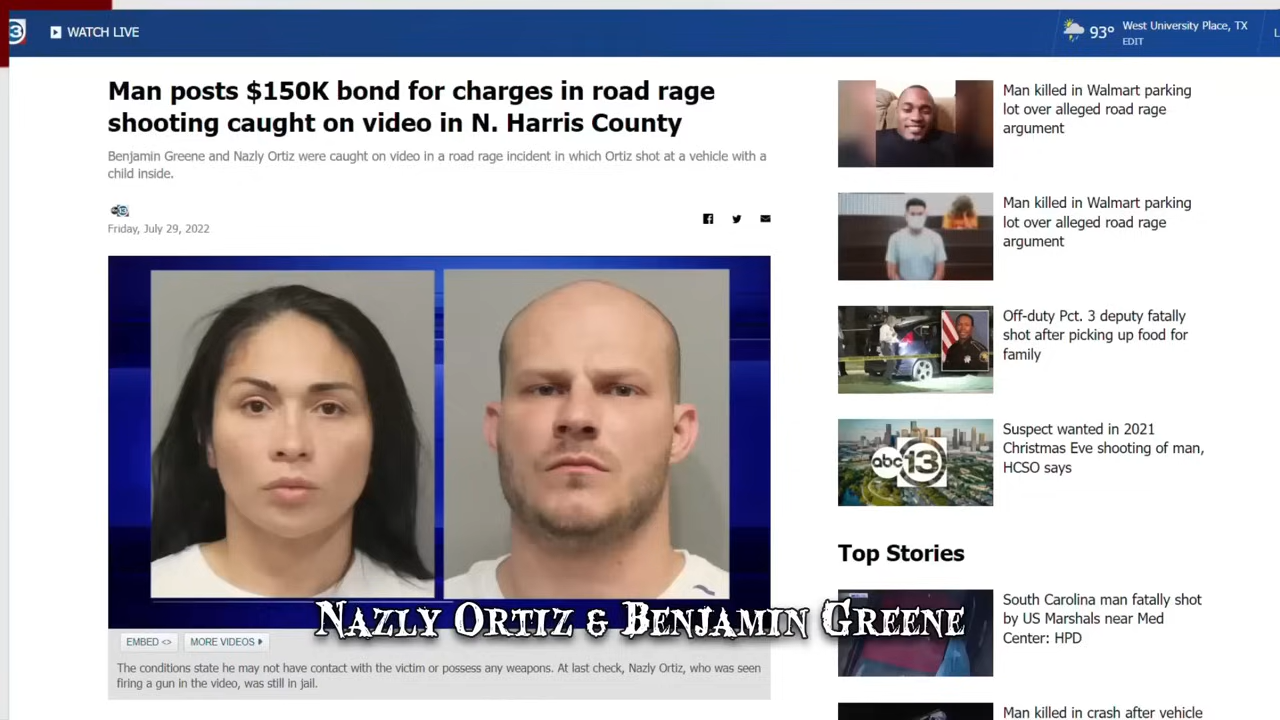 3
WATCH LIVE
93°
West University Place, TX
EDIT
Man posts $150K bond for charges in road rage
shooting caught on video in N. Harris County
Benjamin Greene and Nazly Ortiz were caught on video in a road rage incident in which Ortiz shot at a vehicle with a
child inside.
Friday, July 29, 2022
NAZLY ORTIZ & BENJAMIN GREENE
EMBED <>
MORE VIDEOS
The conditions state he may not have contact with the victim or possess any weapons. At last check, Nazly Ortiz, who was seen
firing a gun in the video, was still in jail.
Man killed in Walmart parking
lot over alleged road rage
argument
Man killed in Walmart parking
lot over alleged road rage
argument
Off-duty Pct. 3 deputy fatally
shot after picking up food for
family
abc 13
Suspect wanted in 2021
Christmas Eve shooting of man,
HCSO says
Top Stories
South Carolina man fatally shot
by US Marshals near Med
Center: HPD
Man killed in crash after vehicle